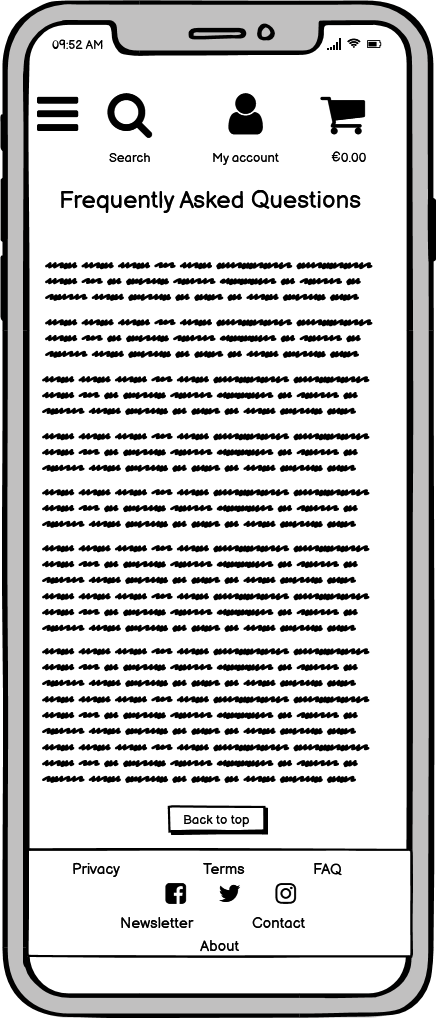 09:52 AM
Search My account €0.00
Frequently Asked Questions
Back to top
Privacy Terms FAQ
Newsletter Contact
About